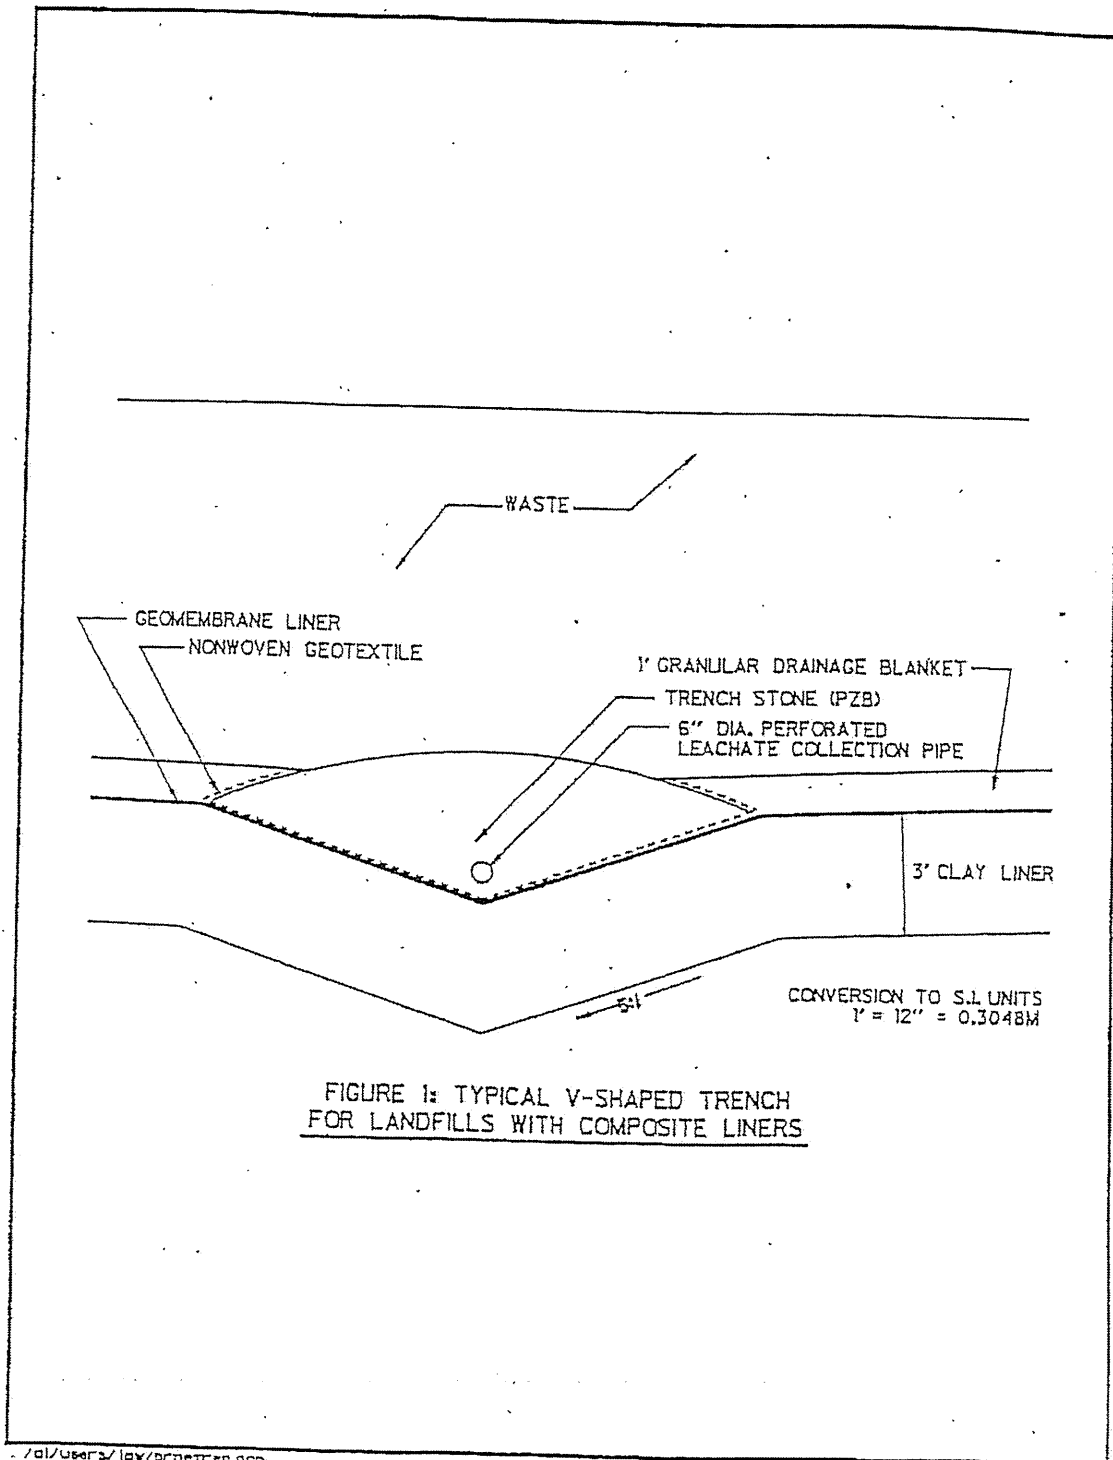 WASTE
GEOMEMBRANE LINER
NONWOVEN GEOTEXTILE
1' GRANULAR DRAINAGE BLANKET
TRENCH STONE (PZB)
6" DIA. PERFORATED
LEACHATE COLLECTION PIPE
3' CLAY LINER
5:1
CONVERSION TO S.I. UNITS
1' = 12" = 0.3048M
FIGURE 1: TYPICAL V-SHAPED TRENCH
FOR LANDFILLS WITH COMPOSITE LINERS